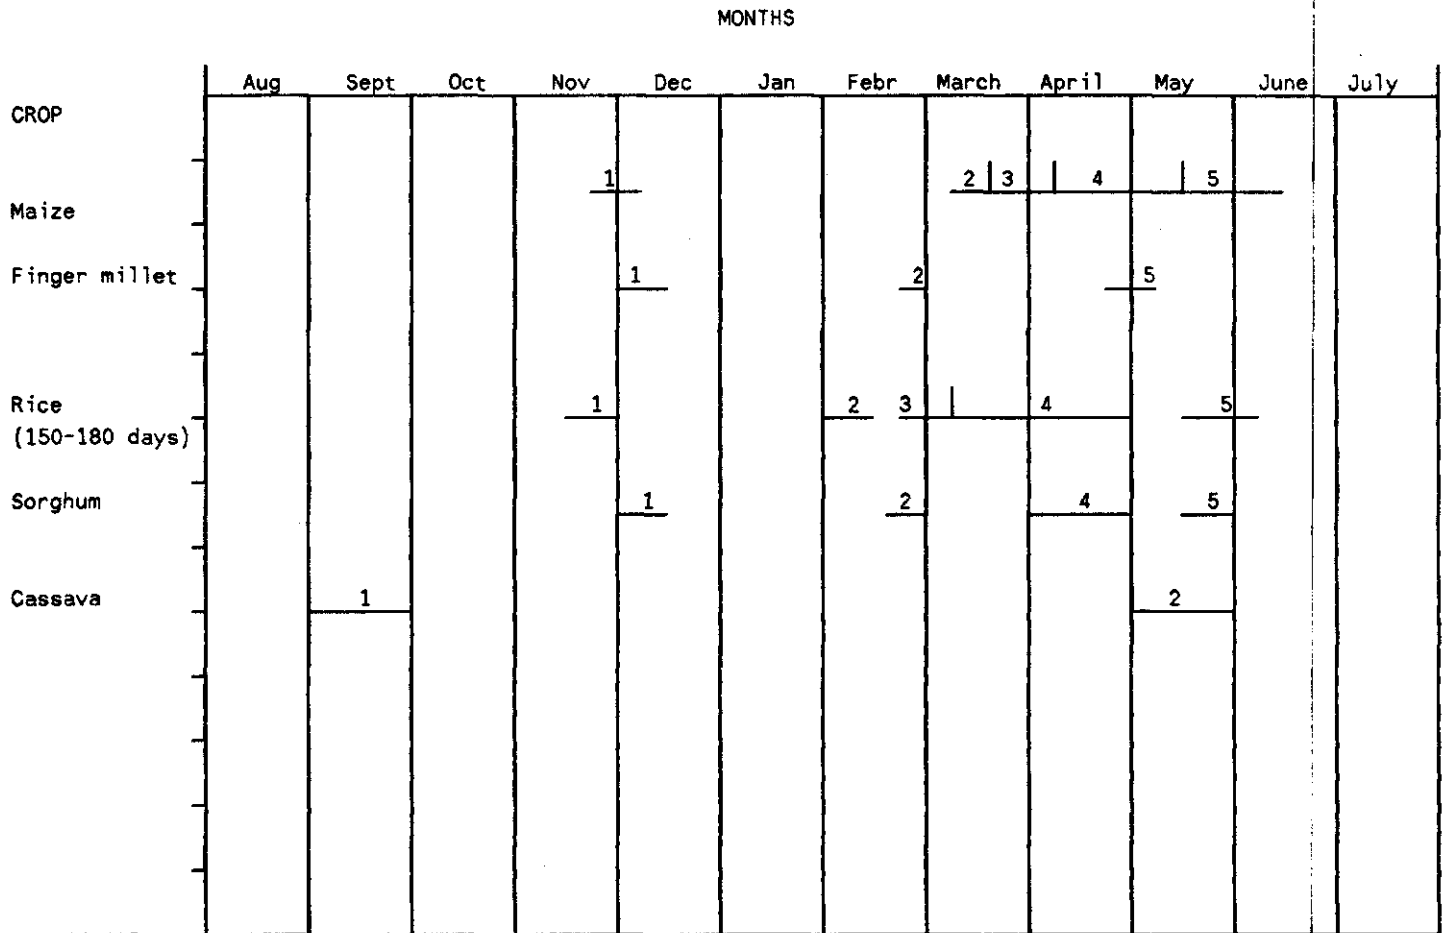 MONTHS
Aug Sept Oct Nov Dec Jan Febr March April May June July
CROP
1 2 3 4 5
Maize
Finger millet 1 2 5
Rice 1 2 3 4 5
(150-180 days)
Sorghum 1 2 4 5
Cassava 1 2